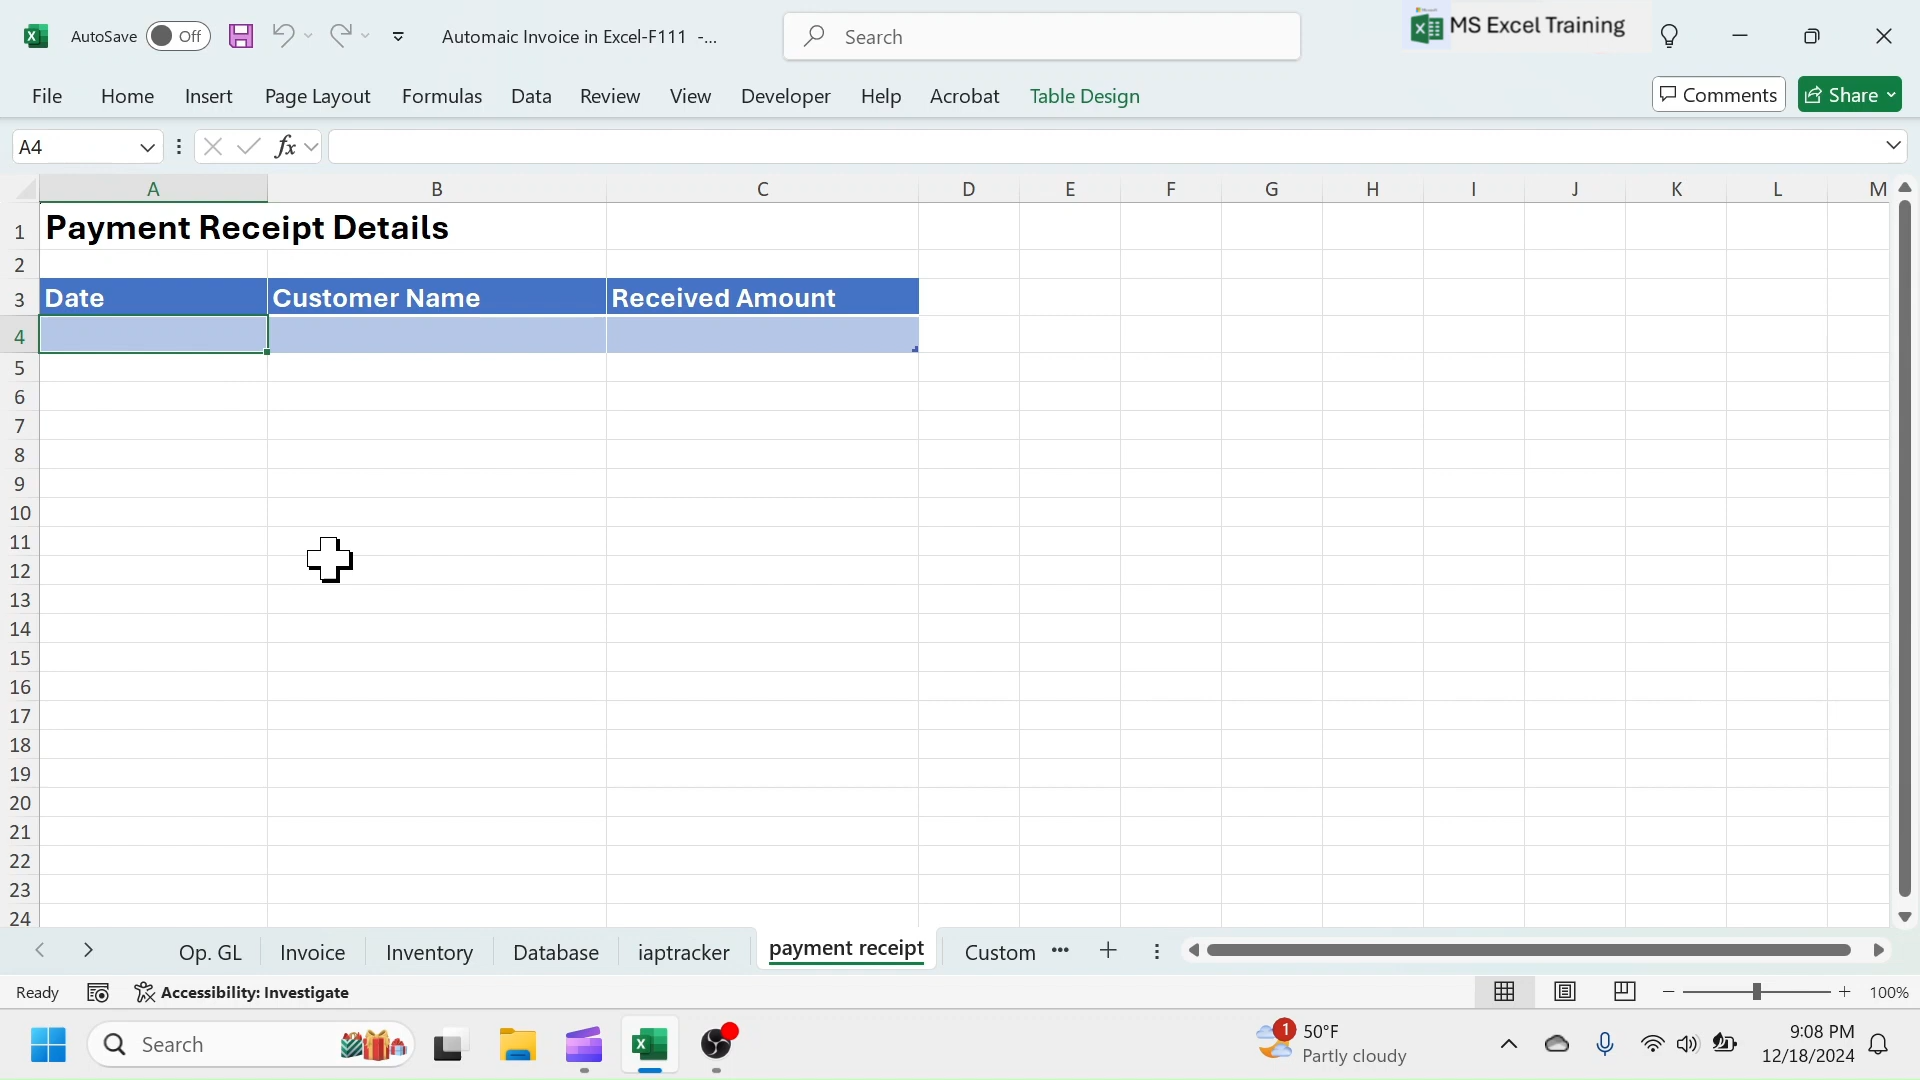 AutoSave Off Automaic Invoice in Excel-F111 -... Search MS Excel Training
File Home Insert Page Layout Formulas Data Review View Developer Help Acrobat Table Design Comments Share
A4 fx
A B C D E F G H I J K L M
1 Payment Receipt Details
2
3 Date Customer Name Received Amount
4
5
6
7
8
9
10
11
12
13
14
15
16
17
18
19
20
21
22
23
24
Op. GL Invoice Inventory Database iaptracker payment receipt Custom ...
Ready Accessibility: Investigate 100%
Search 1 50°F 9:08 PM
Partly cloudy 12/18/2024